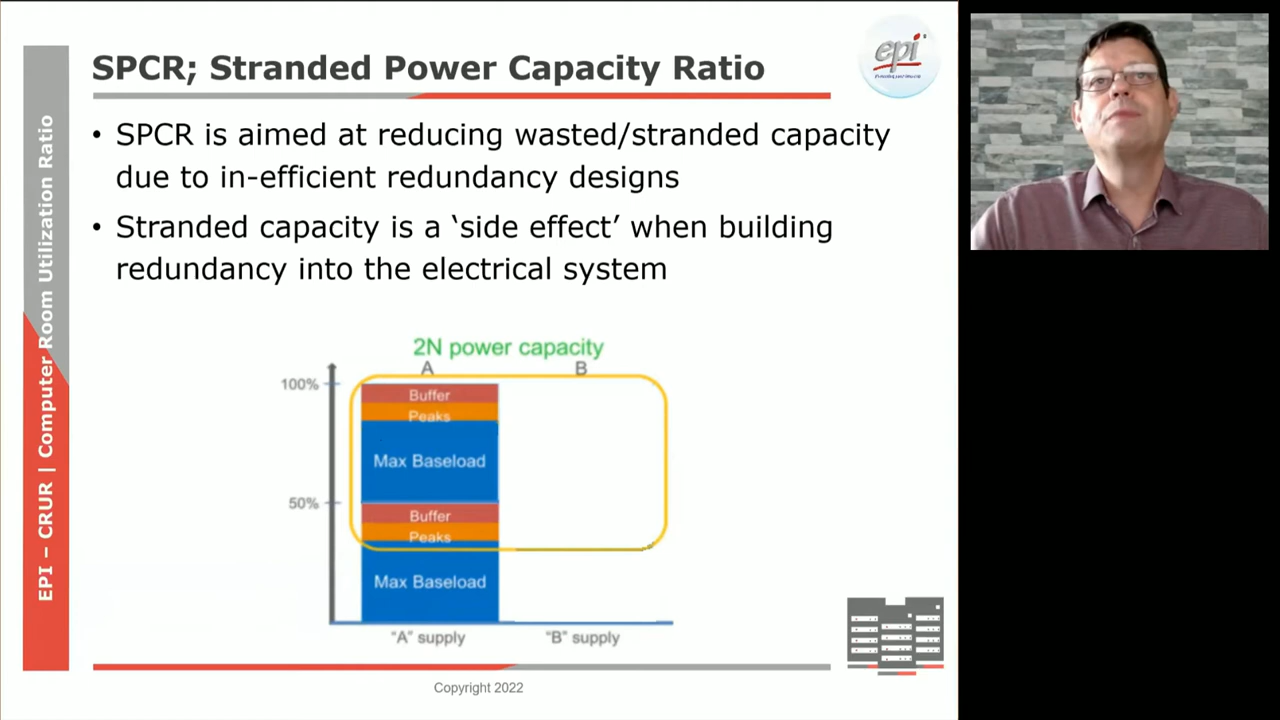 SPCR; Stranded Power Capacity Ratio
epi
• SPCR is aimed at reducing wasted/stranded capacity
due to in-efficient redundancy designs
• Stranded capacity is a ‘side effect’ when building
redundancy into the electrical system
EPI – CRUR | Computer Room Utilization Ratio
2N power capacity
A B
100%
Buffer
Peaks
Max Baseload
50%
Buffer
Peaks
Max Baseload
"A" supply "B" supply
Copyright 2022